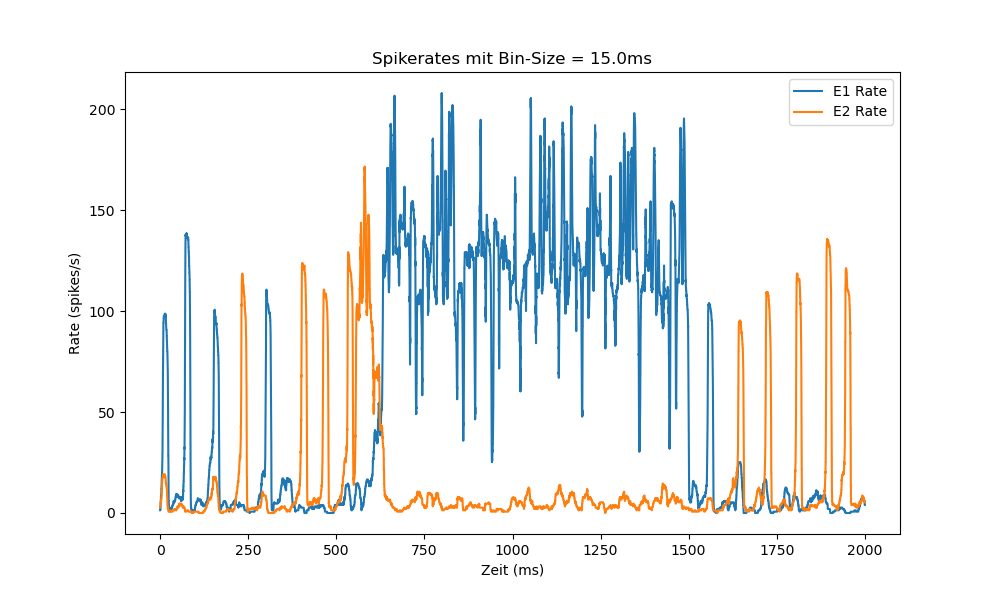 Spikerates mit Bin-Size = 15.0ms
E1 Rate
E2 Rate
Rate (spikes/s)
200
150
100
50
0
0 250 500 750 1000 1250 1500 1750 2000
Zeit (ms)